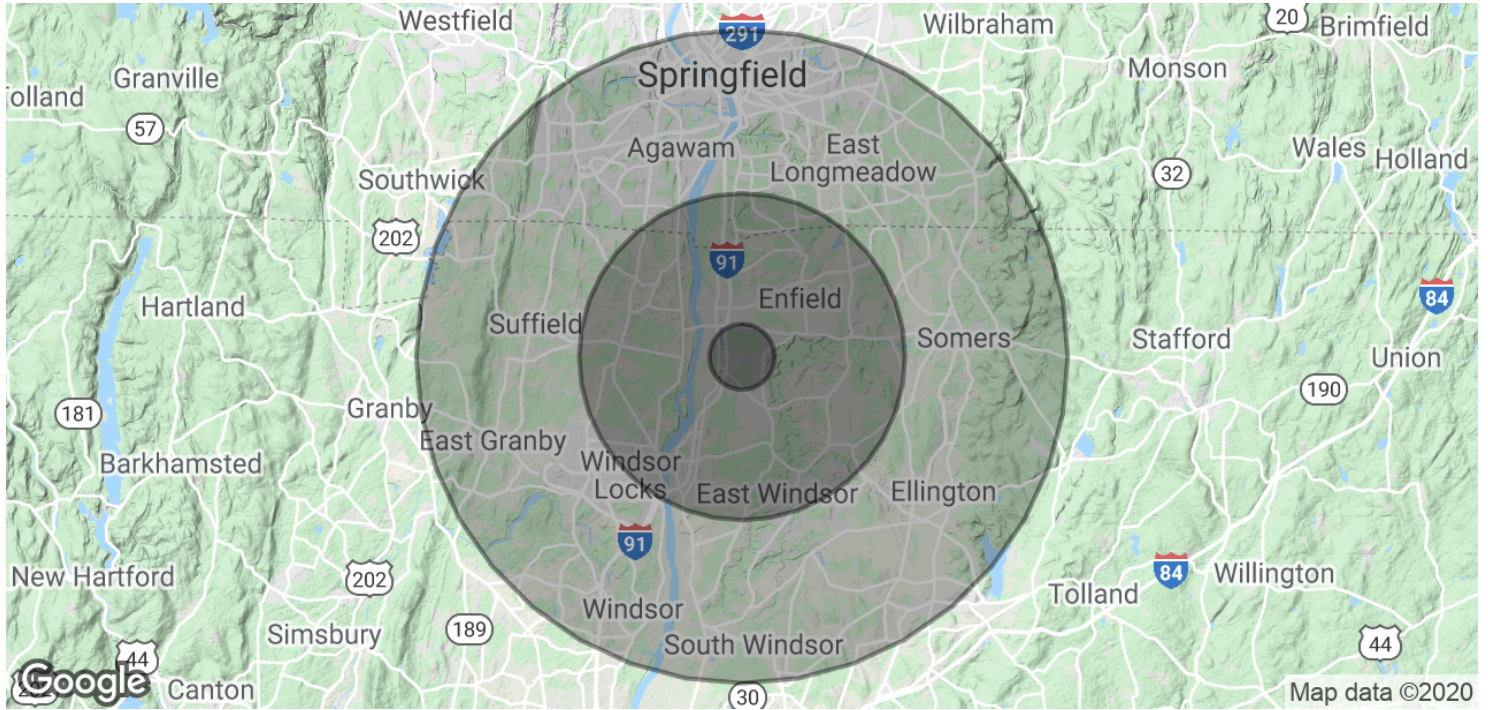 Westfield
291
Wilbraham
20
Brimfield
Granville
Springfield
Monson
Tolland
57
Agawam
East
Longmeadow
Wales
Holland
Southwick
32
202
91
Hartland
Enfield
84
Suffield
Somers
Stafford
Union
190
181
Granby
East Granby
Barkhamsted
Windsor
Locks
East Windsor
Ellington
91
New Hartford
202
84
Willington
Tolland
Windsor
189
Simsbury
South Windsor
44
44
202
Google
Canton
30
Map data ©2020